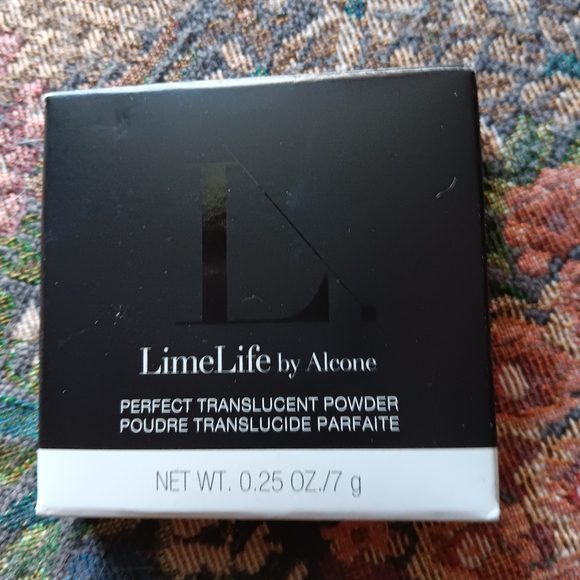 L
LimeLife by Alcone
PERFECT TRANSLUCENT POWDER
POUDRE TRANSLUCIDE PARFAITE
NET WT. 0.25 OZ./7 g